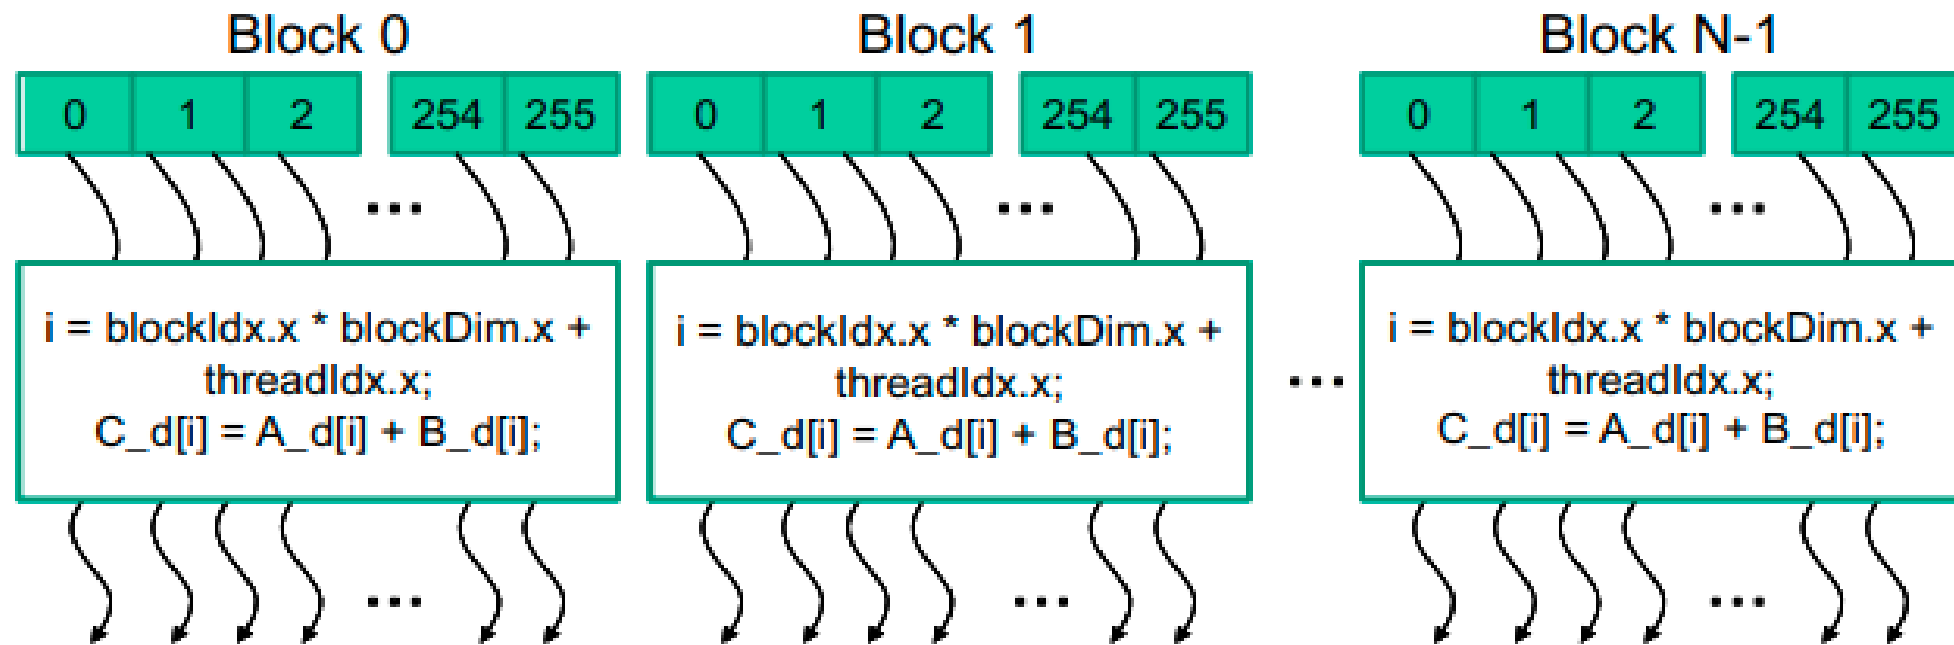 Block 0
0 1 2 254 255
...
i = blockIdx.x * blockDim.x +
threadIdx.x;
C_d[i] = A_d[i] + B_d[i];
...
Block 1
0 1 2 254 255
...
i = blockIdx.x * blockDim.x +
threadIdx.x;
C_d[i] = A_d[i] + B_d[i];
...
...
Block N-1
0 1 2 254 255
...
i = blockIdx.x * blockDim.x +
threadIdx.x;
C_d[i] = A_d[i] + B_d[i];
...